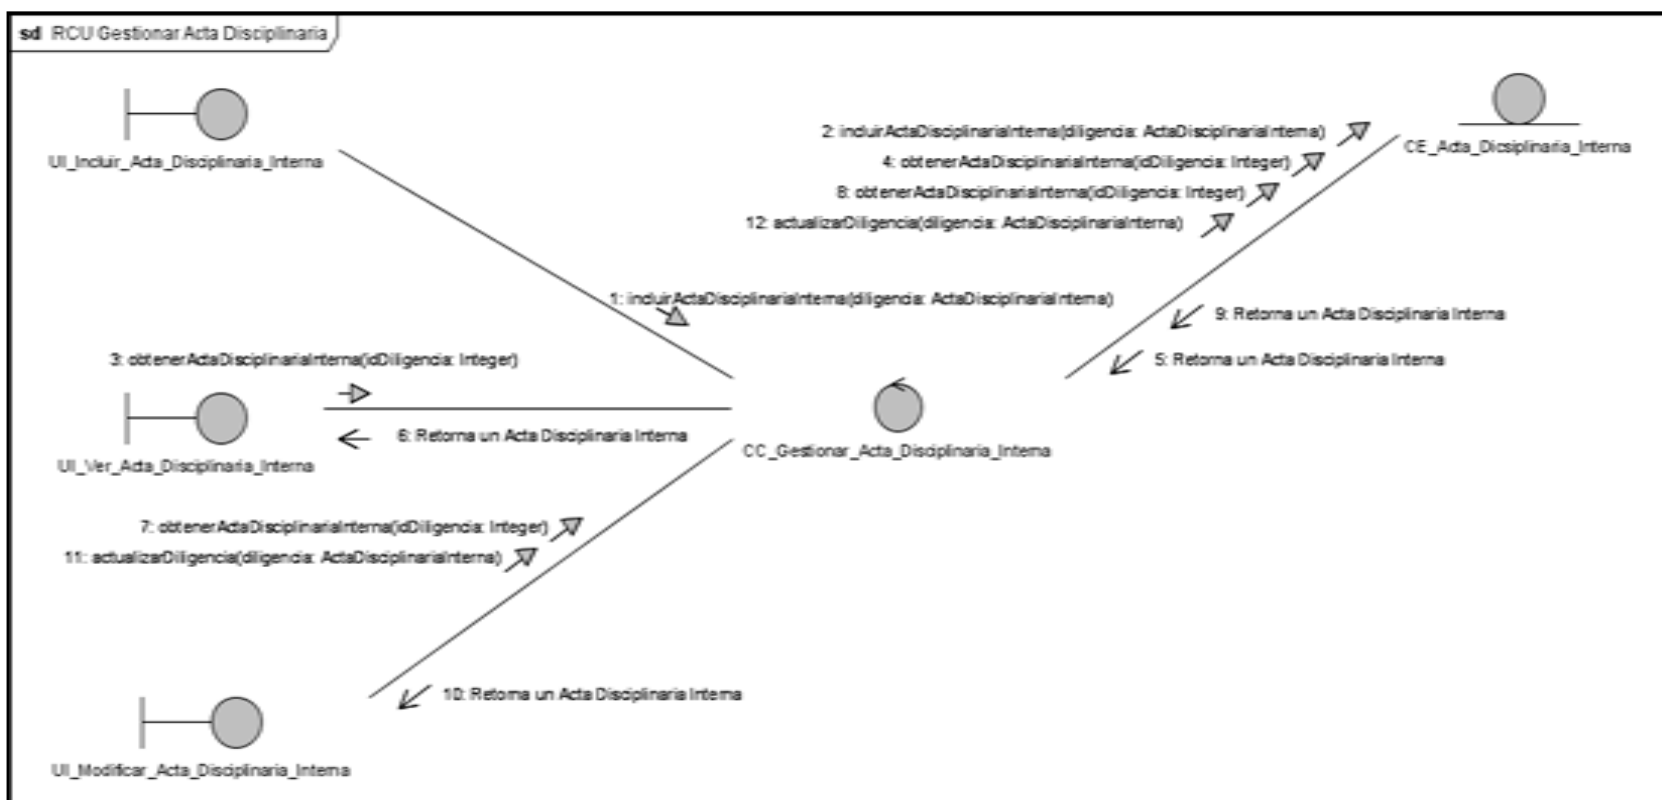 sd RCU Gestionar Acta Disciplinaria
UI_Incluir_Acta_Disciplinaria_Interna
2: incluirActaDisciplinariaInterna(diligencia: ActaDisciplinariaInterna)
CE_Acta_Dicsiplinaria_Interna
4: obtenerActaDisciplinariaInterna(idDiligencia: Integer)
8: obtenerActaDisciplinariaInterna(idDiligencia: Integer)
12: actualizarDiligencia(diligencia: ActaDisciplinariaInterna)
1: incluirActaDisciplinariaInterna(diligencia: ActaDisciplinariaInterna)
9: Retorna un Acta Disciplinaria Interna
5: Retorna un Acta Disciplinaria Interna
3: obtenerActaDisciplinariaInterna(idDiligencia: Integer)
6: Retorna un Acta Disciplinaria Interna
UI_Ver_Acta_Disciplinaria_Interna
CC_Gestionar_Acta_Disciplinaria_Interna
7: obtenerActaDisciplinariaInterna(idDiligencia: Integer)
11: actualizarDiligencia(diligencia: ActaDisciplinariaInterna)
10: Retorna un Acta Disciplinaria Interna
UI_Modificar_Acta_Disciplinaria_Interna